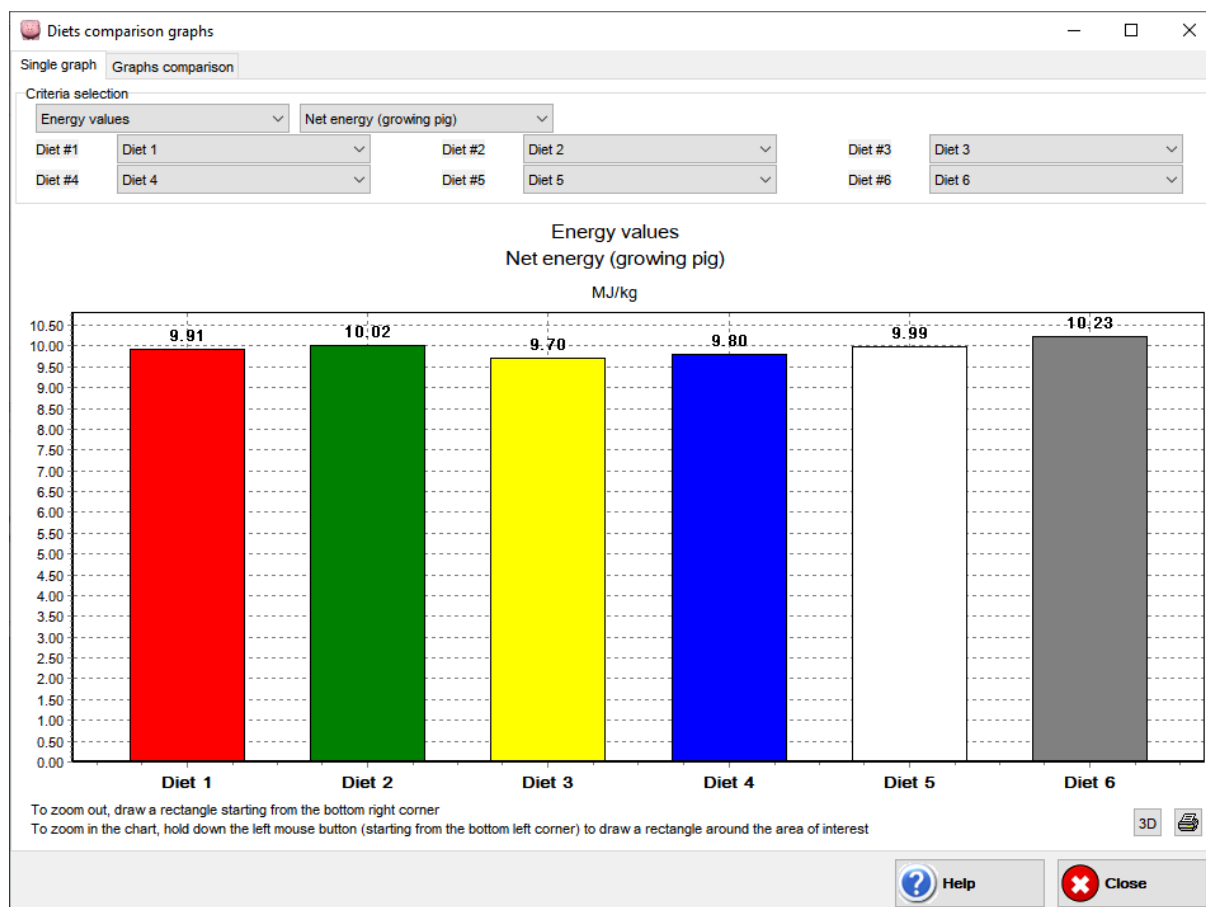 Diets comparison graphs
Single graph Graphs comparison
Criteria selection
Energy values Net energy (growing pig)
Diet #1 Diet 1 Diet #2 Diet 2 Diet #3 Diet 3
Diet #4 Diet 4 Diet #5 Diet 5 Diet #6 Diet 6
Energy values
Net energy (growing pig)
MJ/kg
10.50
10.00
9.50
9.00
8.50
8.00
7.50
7.00
6.50
6.00
5.50
5.00
4.50
4.00
3.50
3.00
2.50
2.00
1.50
1.00
0.50
0.00
9.91 10.02 9.70 9.80 9.99 10.23
Diet 1 Diet 2 Diet 3 Diet 4 Diet 5 Diet 6
To zoom out, draw a rectangle starting from the bottom right corner
To zoom in the chart, hold down the left mouse button (starting from the bottom left corner) to draw a rectangle around the area of interest
3D
Help Close